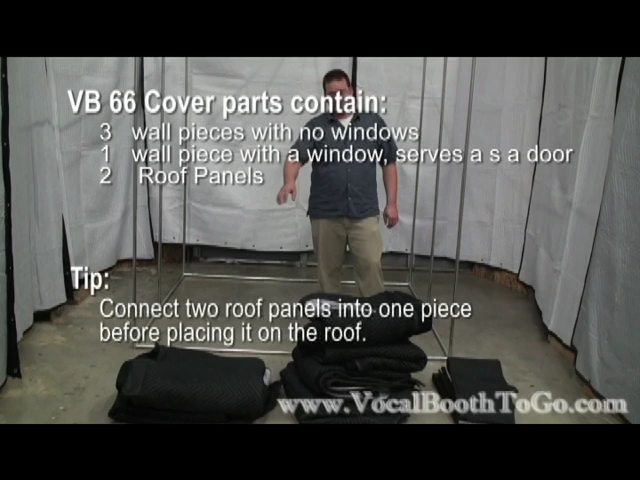 VB 66 Cover parts contain:
3 wall pieces with no windows
1 wall piece with a window, serves a s a door
2 Roof Panels
Tip:
Connect two roof panels into one piece
before placing it on the roof.
www.VocalBoothToGo.com